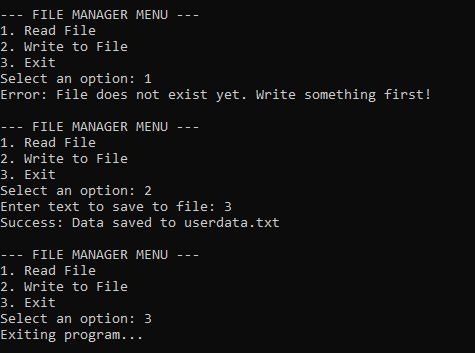 --- FILE MANAGER MENU ---
1. Read File
2. Write to File
3. Exit
Select an option: 1
Error: File does not exist yet. Write something first!
--- FILE MANAGER MENU ---
1. Read File
2. Write to File
3. Exit
Select an option: 2
Enter text to save to file: 3
Success: Data saved to userdata.txt
--- FILE MANAGER MENU ---
1. Read File
2. Write to File
3. Exit
Select an option: 3
Exiting program...